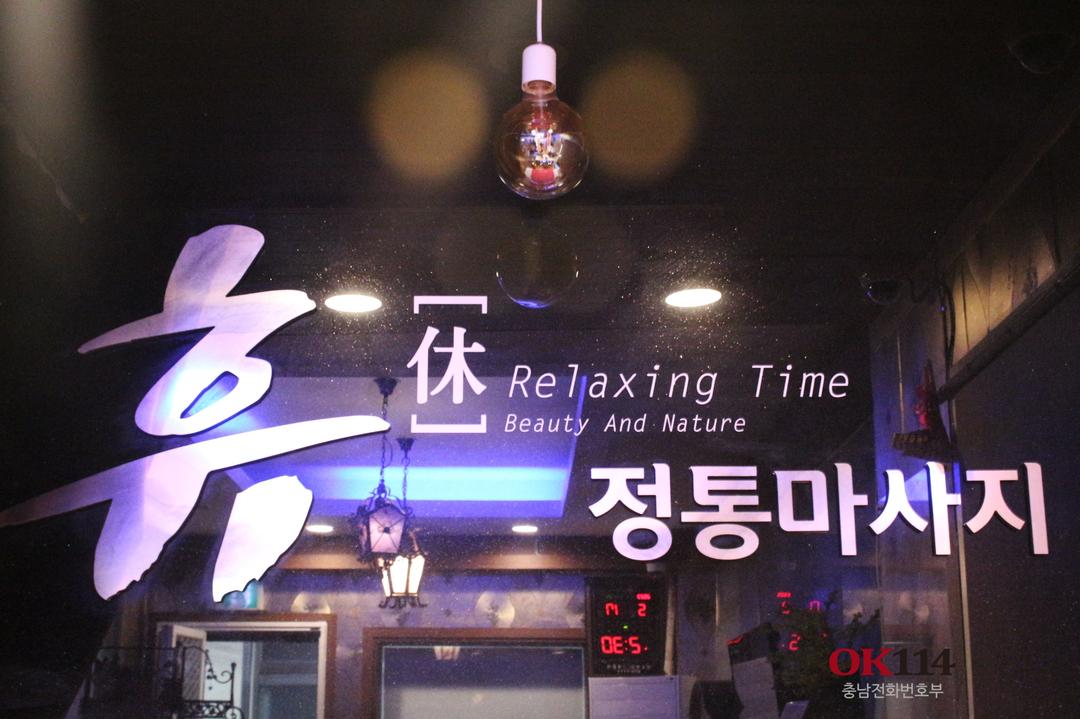 휴
[休]
Relaxing Time
Beauty And Nature
정통마사지
OK114
충남전화번호부